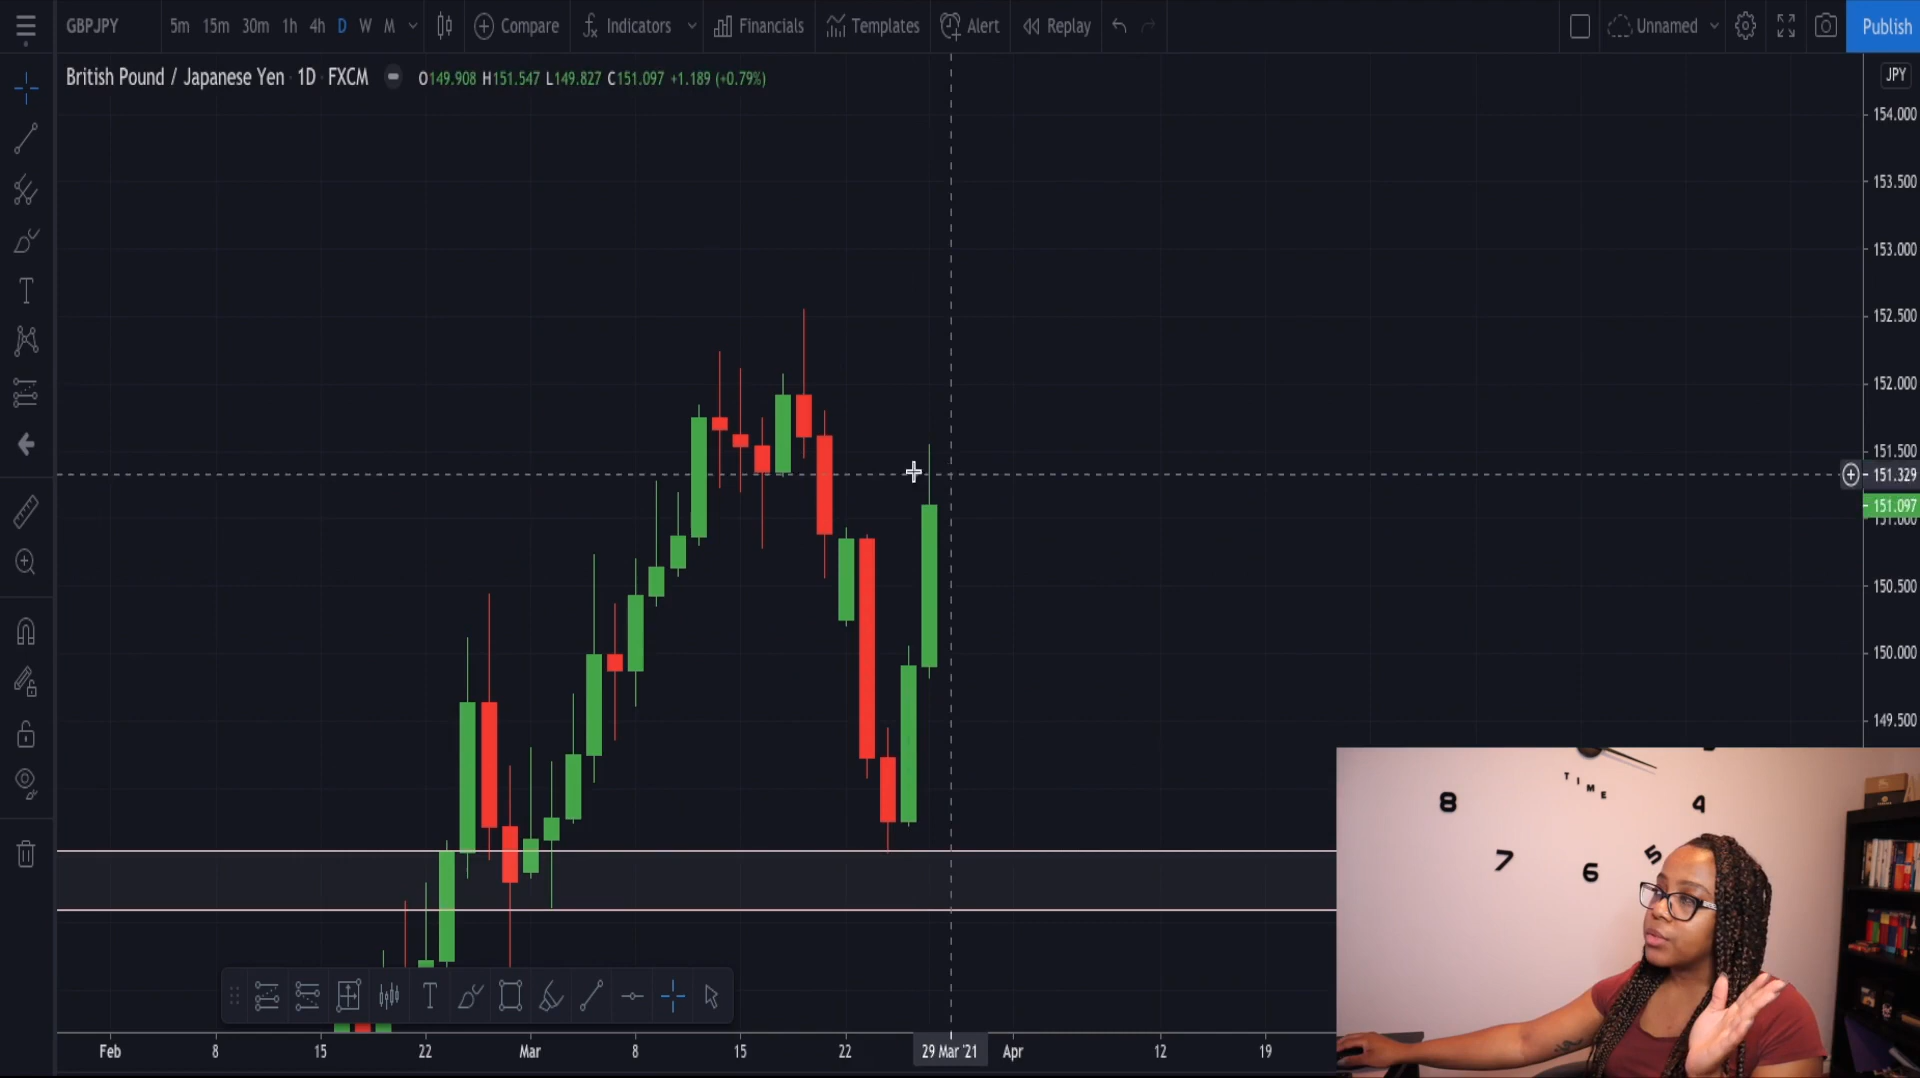 GBPJPY 5m 15m 30m 1h 4h D W M Compare Indicators Financials Templates Alert Replay Unnamed Publish
British Pound / Japanese Yen 1D FXCM O149.908 H151.547 L149.827 C151.097 +1.189 (+0.79%) JPY
154.000
153.500
153.000
152.500
152.000
151.500
151.329
151.097
151.000
150.500
150.000
149.500
TIME
8 4
7 6 5
T
Feb 8 15 22 Mar 8 15 22 29 Mar '21 Apr 12 19